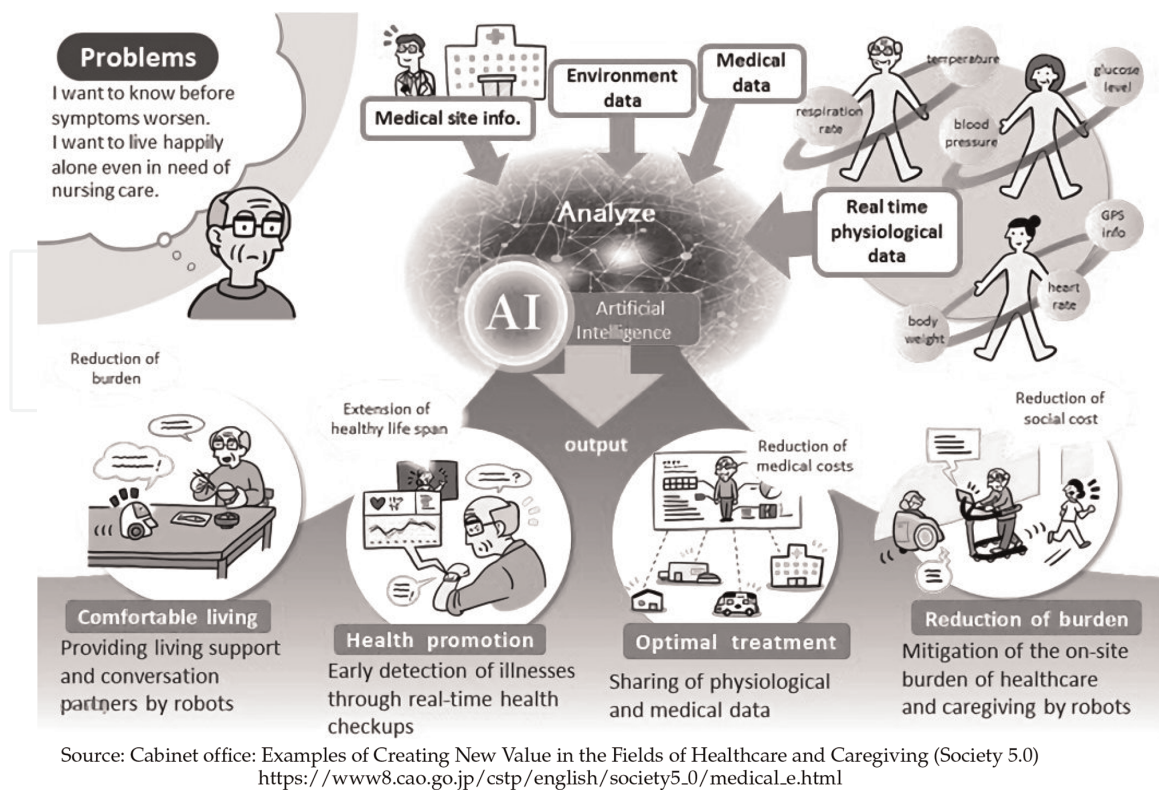 Problems
I want to know before
symptoms worsen.
I want to live happily
alone even in need of
nursing care.
Medical site info.
Environment
data
Medical
data
temperature
respiration
rate
glucose
level
blood
pressure
Real time
physiological
data
GPS
info
heart
rate
body
weight
Analyze
AI
Artificial
Intelligence
output
Reduction of
burden
Extension of
healthy life span
Reduction of
medical costs
Reduction of
social cost
Comfortable living
Providing living support
and conversation
partners by robots
Health promotion
Early detection of illnesses
through real-time health
checkups
Optimal treatment
Sharing of physiological
and medical data
Reduction of burden
Mitigation of the on-site
burden of healthcare
and caregiving by robots
Source: Cabinet office: Examples of Creating New Value in the Fields of Healthcare and Caregiving (Society 5.0)
https://www8.cao.go.jp/cstp/english/society5_0/medical_e.html